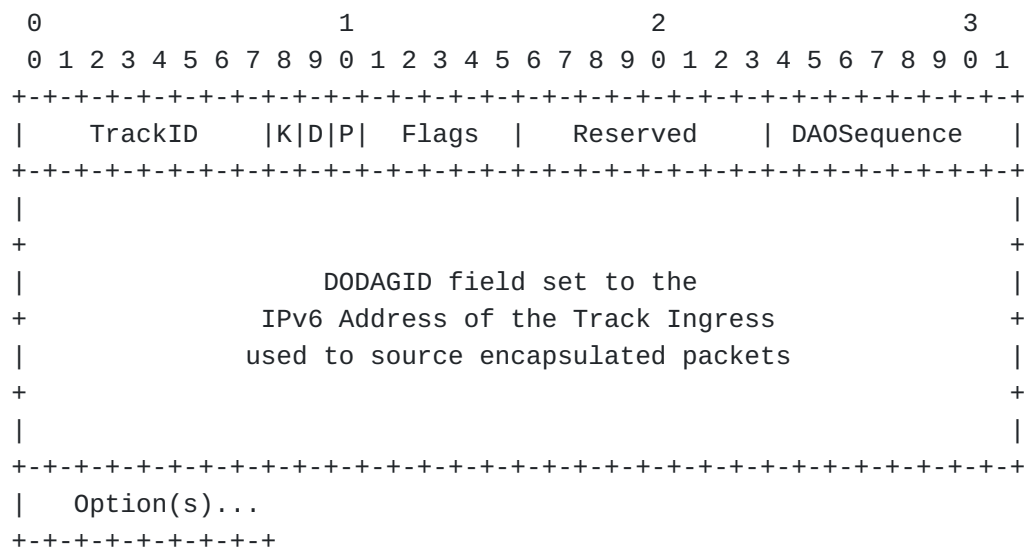 0                   1                   2                   3
 0 1 2 3 4 5 6 7 8 9 0 1 2 3 4 5 6 7 8 9 0 1 2 3 4 5 6 7 8 9 0 1
+-+-+-+-+-+-+-+-+-+-+-+-+-+-+-+-+-+-+-+-+-+-+-+-+-+-+-+-+-+-+-+-+
|    TrackID    |K|D|P|  Flags  |   Reserved    | DAOSequence   |
+-+-+-+-+-+-+-+-+-+-+-+-+-+-+-+-+-+-+-+-+-+-+-+-+-+-+-+-+-+-+-+-+
|                                                               |
+                                                               +
|                   DODAGID field set to the                    |
+               IPv6 Address of the Track Ingress               +
|              used to source encapsulated packets              |
+                                                               +
|                                                               |
+-+-+-+-+-+-+-+-+-+-+-+-+-+-+-+-+-+-+-+-+-+-+-+-+-+-+-+-+-+-+-+-+
|   Option(s)...
+-+-+-+-+-+-+-+-+